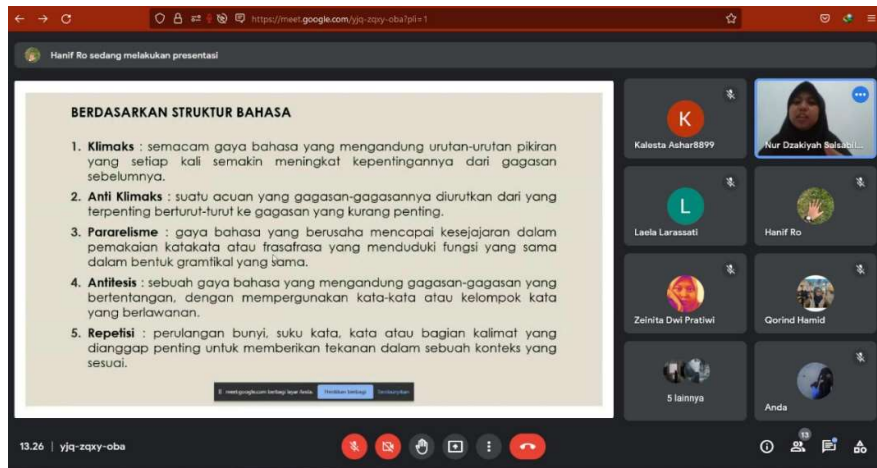 https://meet.google.com/yjq-zqxy-oba?pli=1
Hanif Ro sedang melakukan presentasi
BERDASARKAN STRUKTUR BAHASA
1. Klimaks : semacam gaya bahasa yang mengandung urutan-urutan pikiran
yang setiap kali semakin meningkat kepentingannya dari gagasan
sebelumnya.
2. Anti Klimaks : suatu acuan yang gagasan-gagasannya diurutkan dari yang
terpenting berturut-turut ke gagasan yang kurang penting.
3. Pararelisme : gaya bahasa yang berusaha mencapai kesejajaran dalam
pemakaian katakata atau frasafrasa yang menduduki fungsi yang sama
dalam bentuk gramtikal yang sama.
4. Antitesis : sebuah gaya bahasa yang mengandung gagasan-gagasan yang
bertentangan, dengan mempergunakan kata-kata atau kelompok kata
yang berlawanan.
5. Repetisi : perulangan bunyi, suku kata, kata atau bagian kalimat yang
dianggap penting untuk memberikan tekanan dalam sebuah konteks yang
sesuai.
meet.google.com berbagi layar Anda.
K
Kalesta Ashar8899
Nur Dzakiyah Salsabil...
L
Laela Larassati
Hanif Ro
Zeinita Dwi Pratiwi
Qorind Hamid
5 lainnya
Anda
13.26 | yjq-zqxy-oba
13